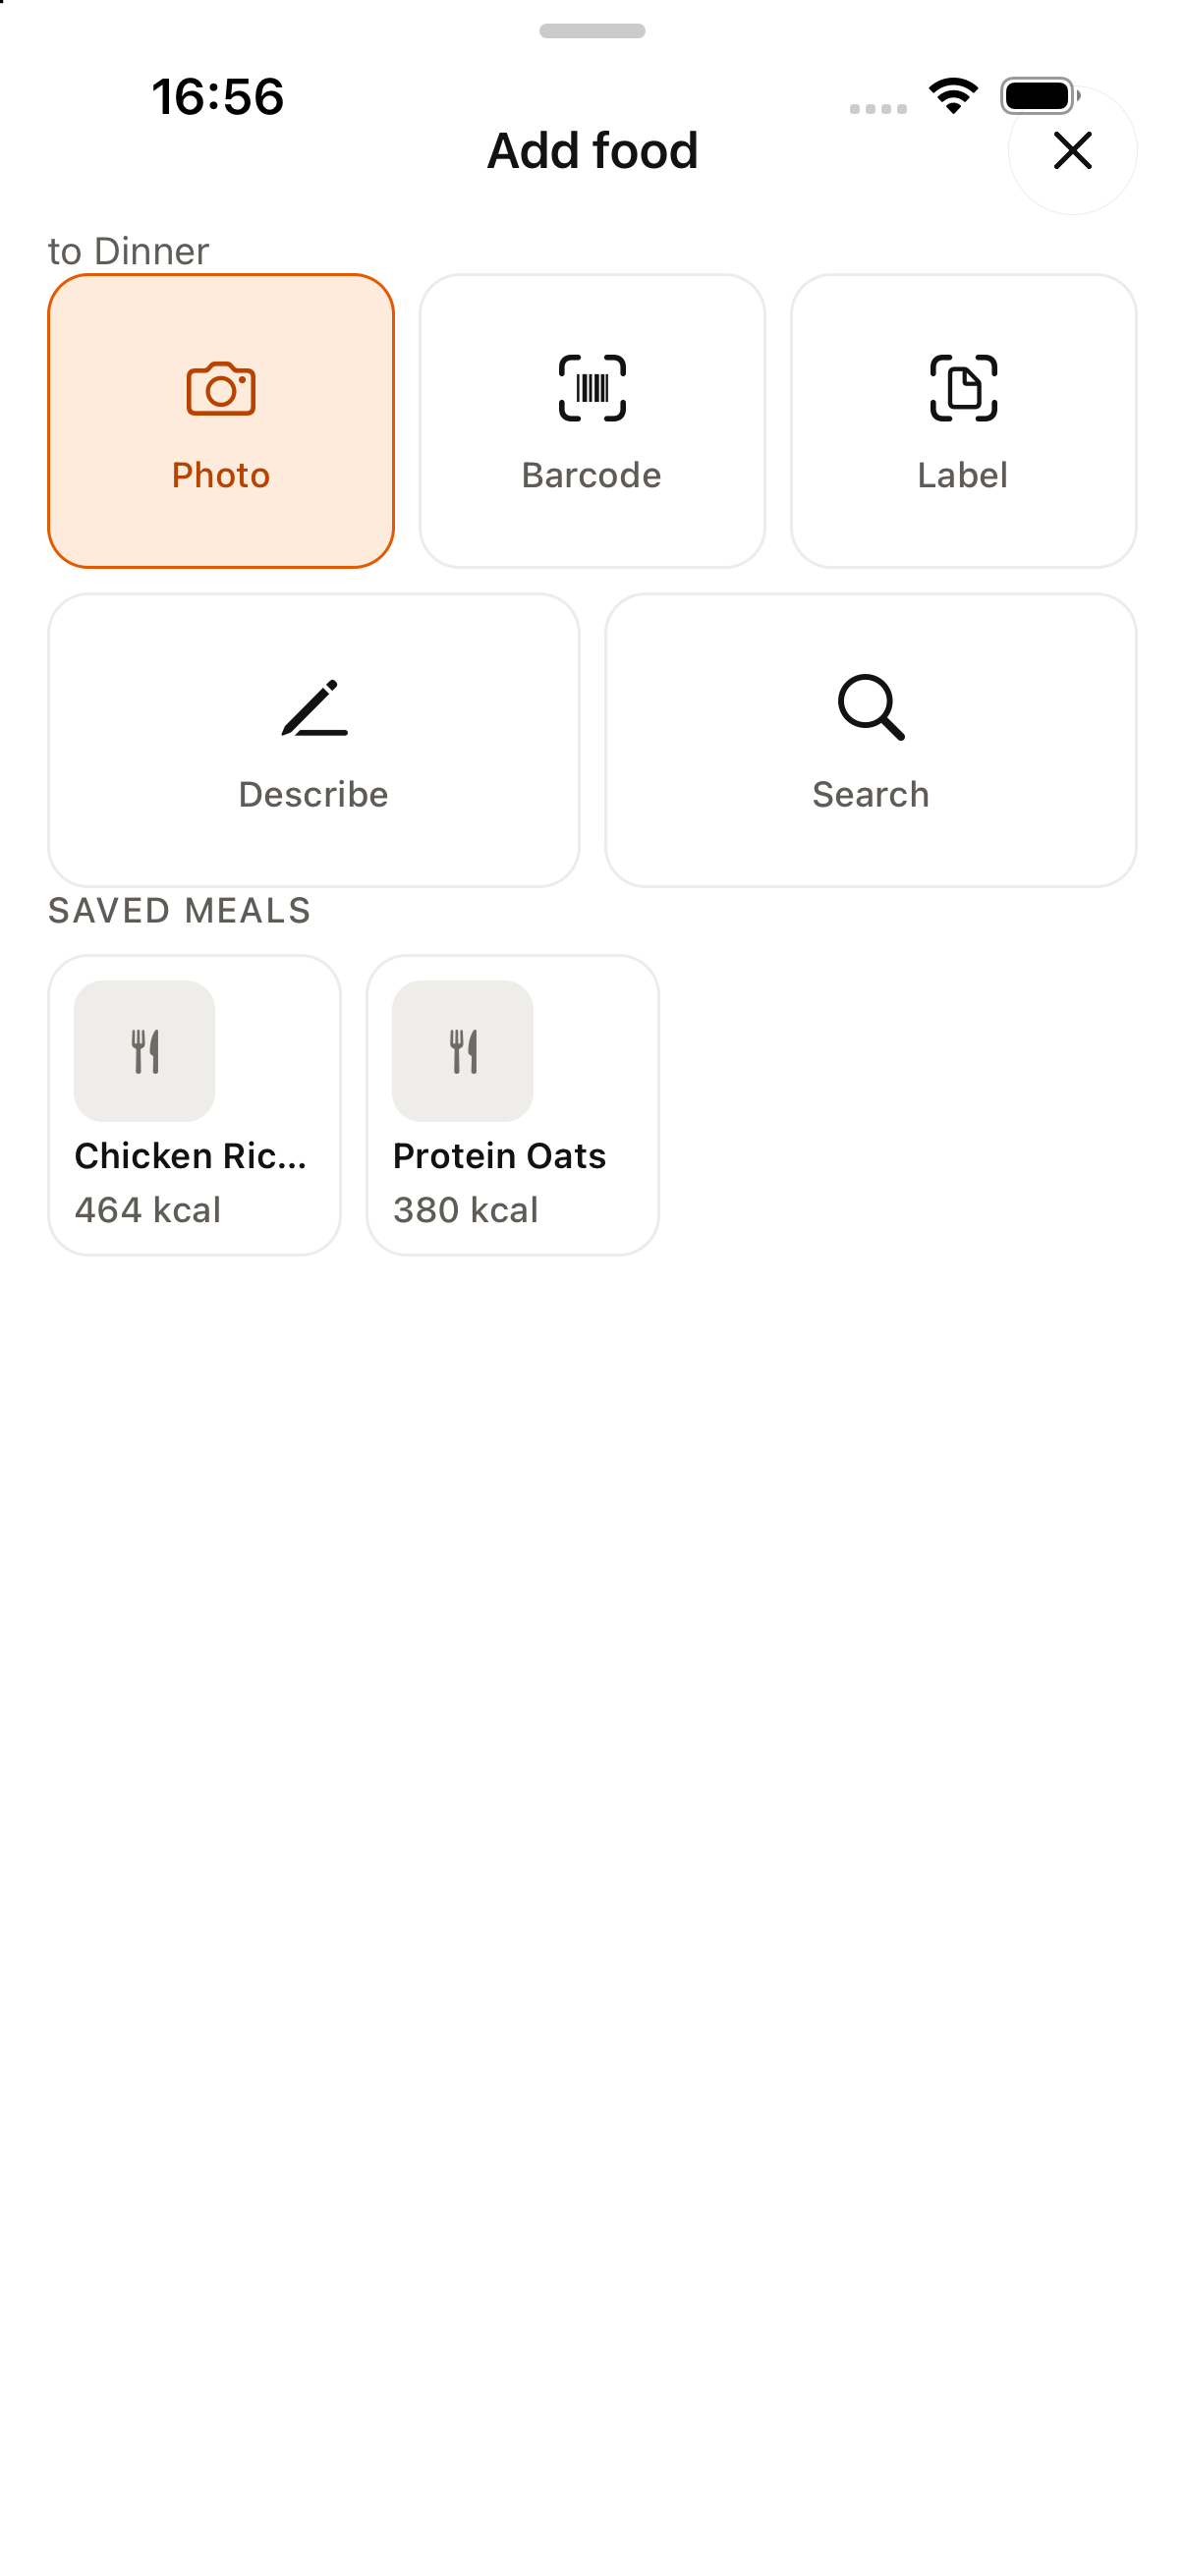 16:56
Add food
to Dinner
Photo
Barcode
Label
Describe
Search
SAVED MEALS
Chicken Ric...
Protein Oats
464 kcal
380 kcal